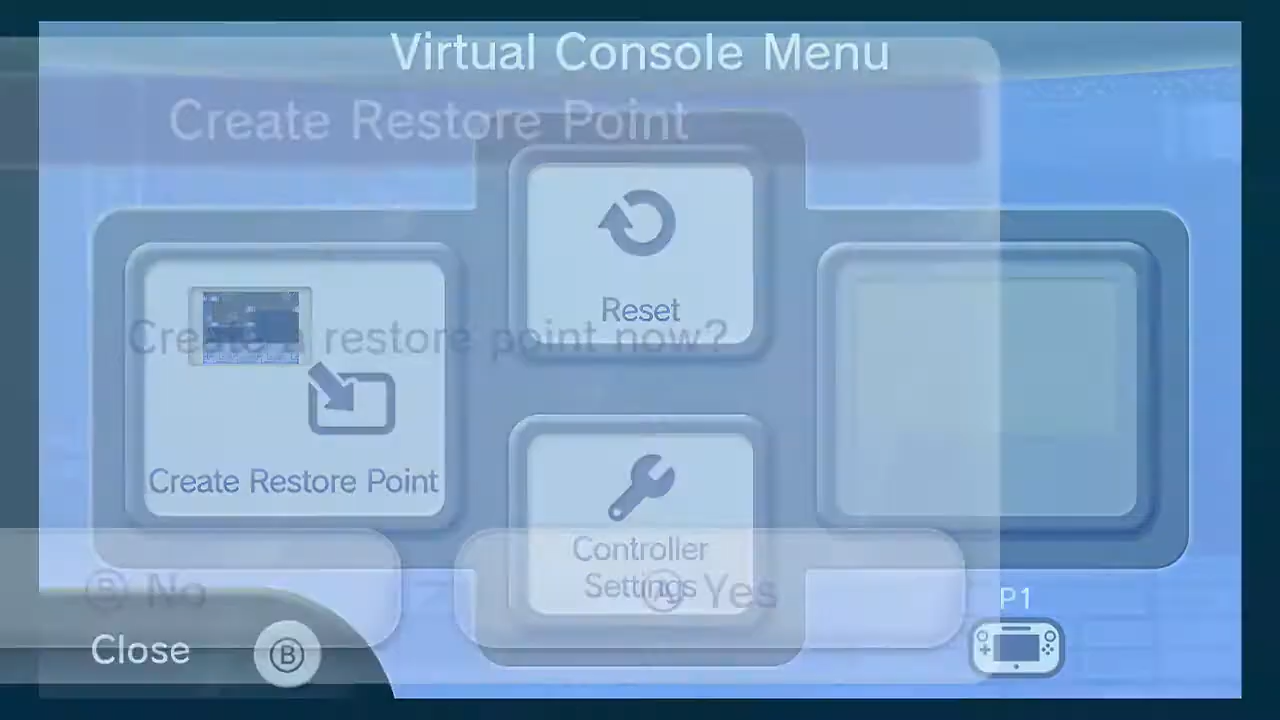 Virtual Console Menu
Create Restore Point
Reset
Create a restore point now?
Create Restore Point
Controller
Settings
B No
A Yes
P1
Close B